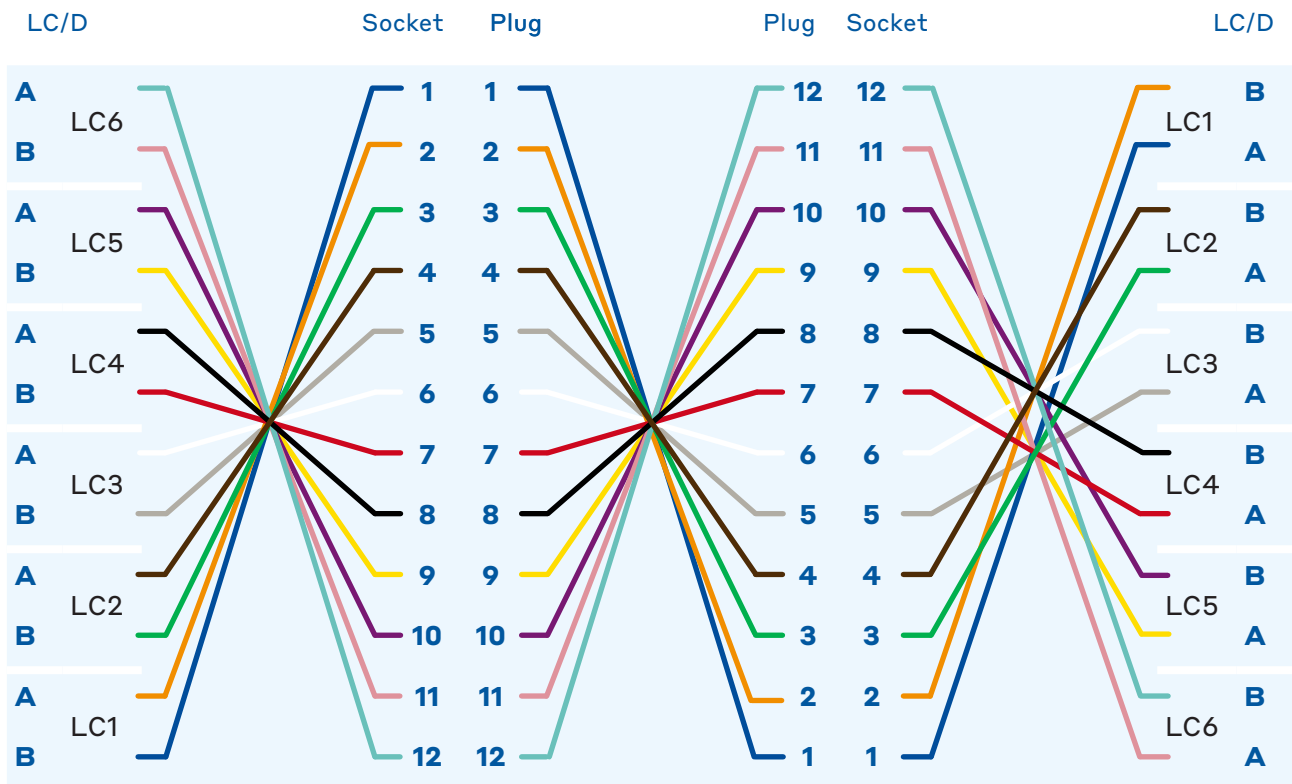 LC/D Socket Plug Plug Socket LC/D
A 1 1 12 12 B
LC6 LC1
B 2 2 11 11 A
A 3 3 10 10 B
LC5 LC2
B 4 4 9 9 A
A 5 5 8 8 B
LC4 LC3
B 6 6 7 7 A
A 7 7 6 6 B
LC3 LC4
B 8 8 5 5 A
A 9 9 4 4 B
LC2 LC5
B 10 10 3 3 A
A 11 11 2 2 B
LC1 LC6
B 12 12 1 1 A